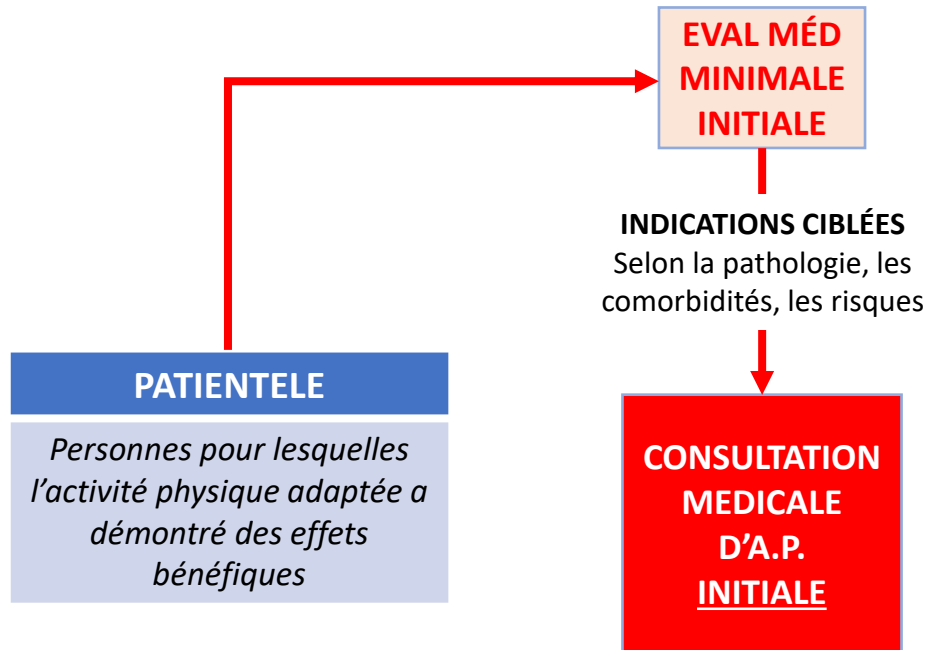 EVAL MÉD
MINIMALE
INITIALE
INDICATIONS CIBLÉES
Selon la pathologie, les
comorbidités, les risques
PATIENTELE
Personnes pour lesquelles
l’activité physique adaptée a
démontré des effets
bénéfiques
CONSULTATION
MEDICALE
D’A.P.
INITIALE